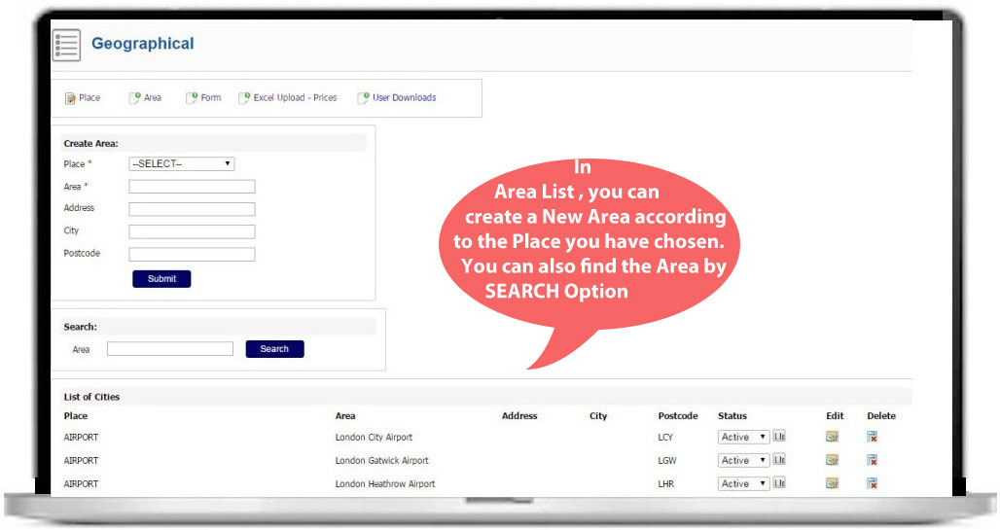 Geographical
Place Area Form Excel Upload - Prices User Downloads
Create Area:
Place * --SELECT--
Area *
Address
City
Postcode
Submit
In
Area List , you can
create a New Area according
to the Place you have chosen.
You can also find the Area by
SEARCH Option
Search:
Area Search
List of Cities
Place Area Address City Postcode Status Edit Delete
AIRPORT London City Airport LCY Active
AIRPORT London Gatwick Airport LGW Active
AIRPORT London Heathrow Airport LHR Active